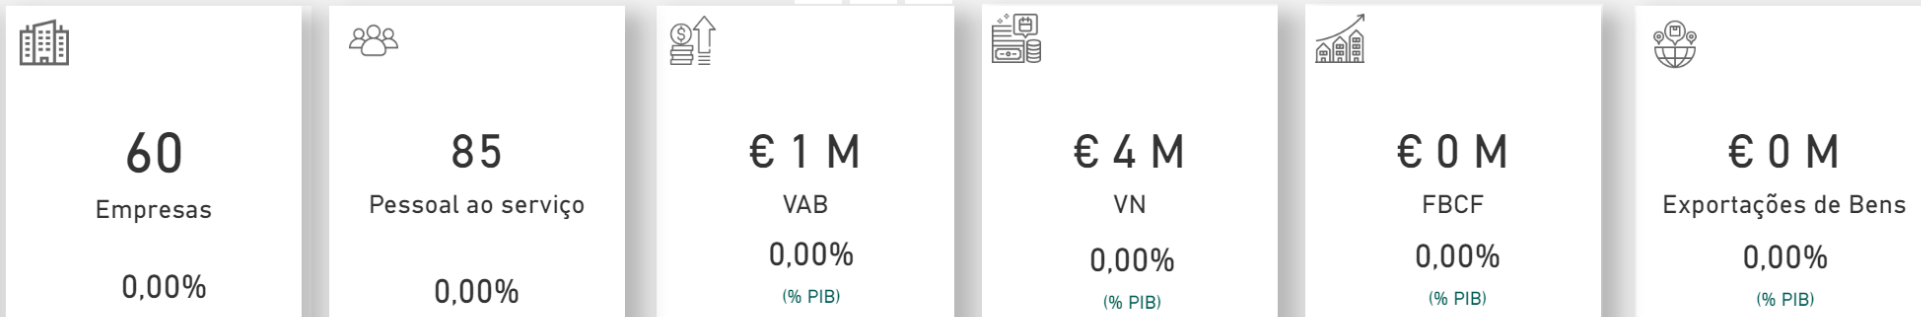 60
Empresas
0,00%
85
Pessoal ao serviço
0,00%
€ 1 M
VAB
0,00%
(% PIB)
€ 4 M
VN
0,00%
(% PIB)
€ 0 M
FBCF
0,00%
(% PIB)
€ 0 M
Exportações de Bens
0,00%
(% PIB)